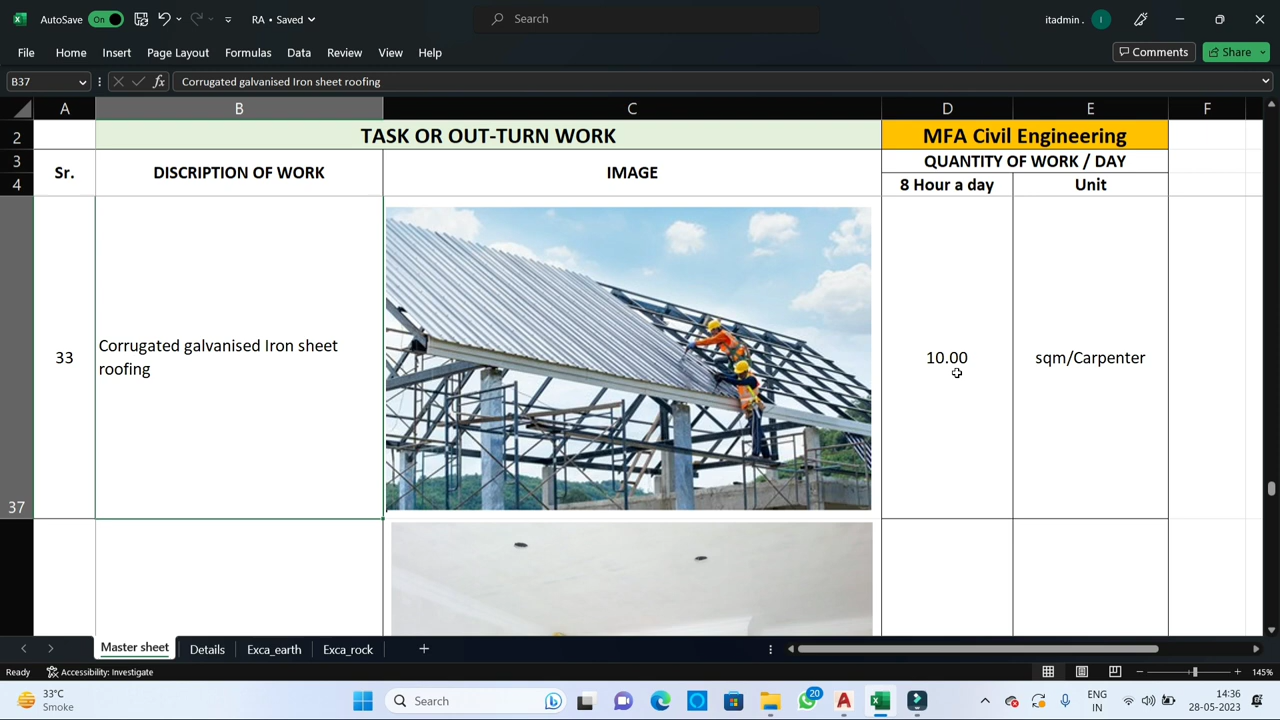 AutoSave On RA • Saved Search itadmin . I
File Home Insert Page Layout Formulas Data Review View Help Comments Share
B37 fx Corrugated galvanised Iron sheet roofing
A B C D E F
2 TASK OR OUT-TURN WORK MFA Civil Engineering
3 Sr. DISCRIPTION OF WORK IMAGE QUANTITY OF WORK / DAY
4 8 Hour a day Unit
33 Corrugated galvanised Iron sheet
roofing
10.00 sqm/Carpenter
37
Master sheet Details Exca_earth Exca_rock
Ready Accessibility: Investigate 145%
33°C
Smoke
Search
20
ENG
IN
14:36
28-05-2023